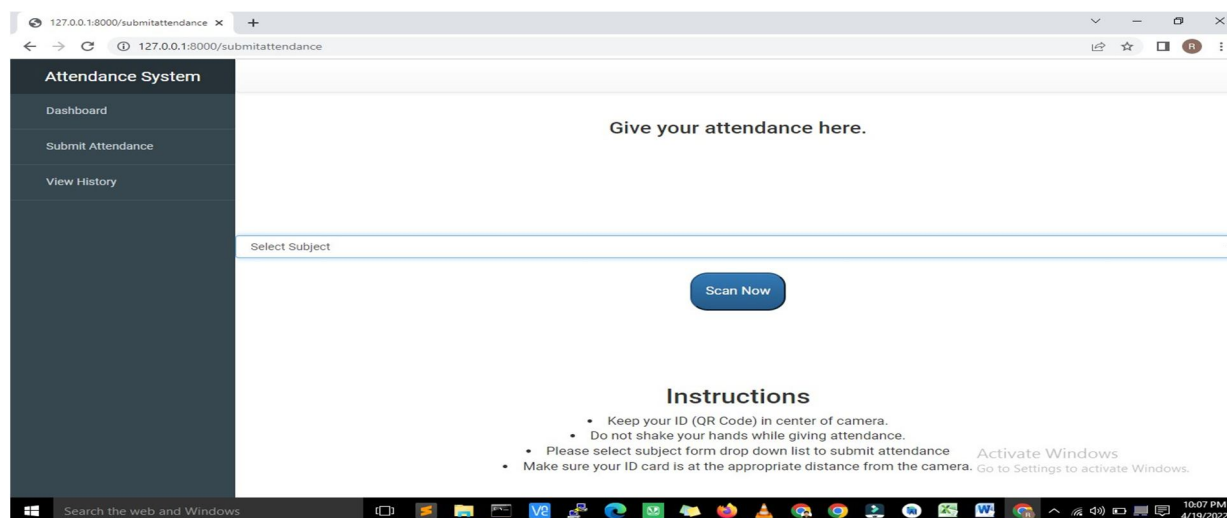 127.0.0.1:8000/submitattendance
127.0.0.1:8000/submitattendance
R
Attendance System
Dashboard
Submit Attendance
View History
Give your attendance here.
Select Subject
Scan Now
Instructions
• Keep your ID (QR Code) in center of camera.
• Do not shake your hands while giving attendance.
• Please select subject form drop down list to submit attendance
• Make sure your ID card is at the appropriate distance from the camera.
Activate Windows
Go to Settings to activate Windows.
Search the web and Windows
10:07 PM